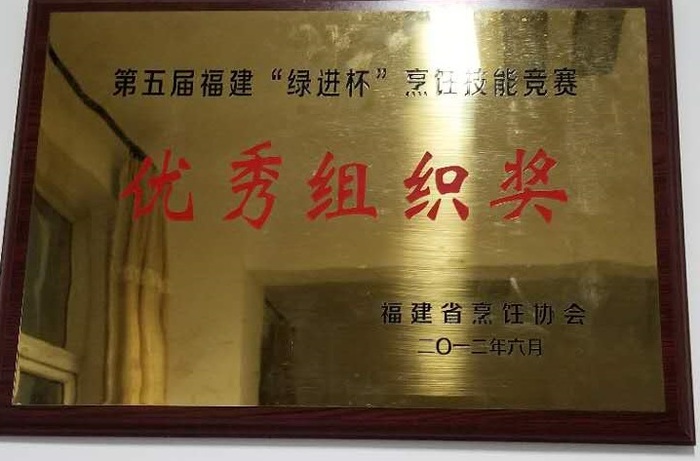 第五届福建“绿进杯”烹饪技能竞赛
优秀组织奖
福建省烹饪协会
二〇一二年六月